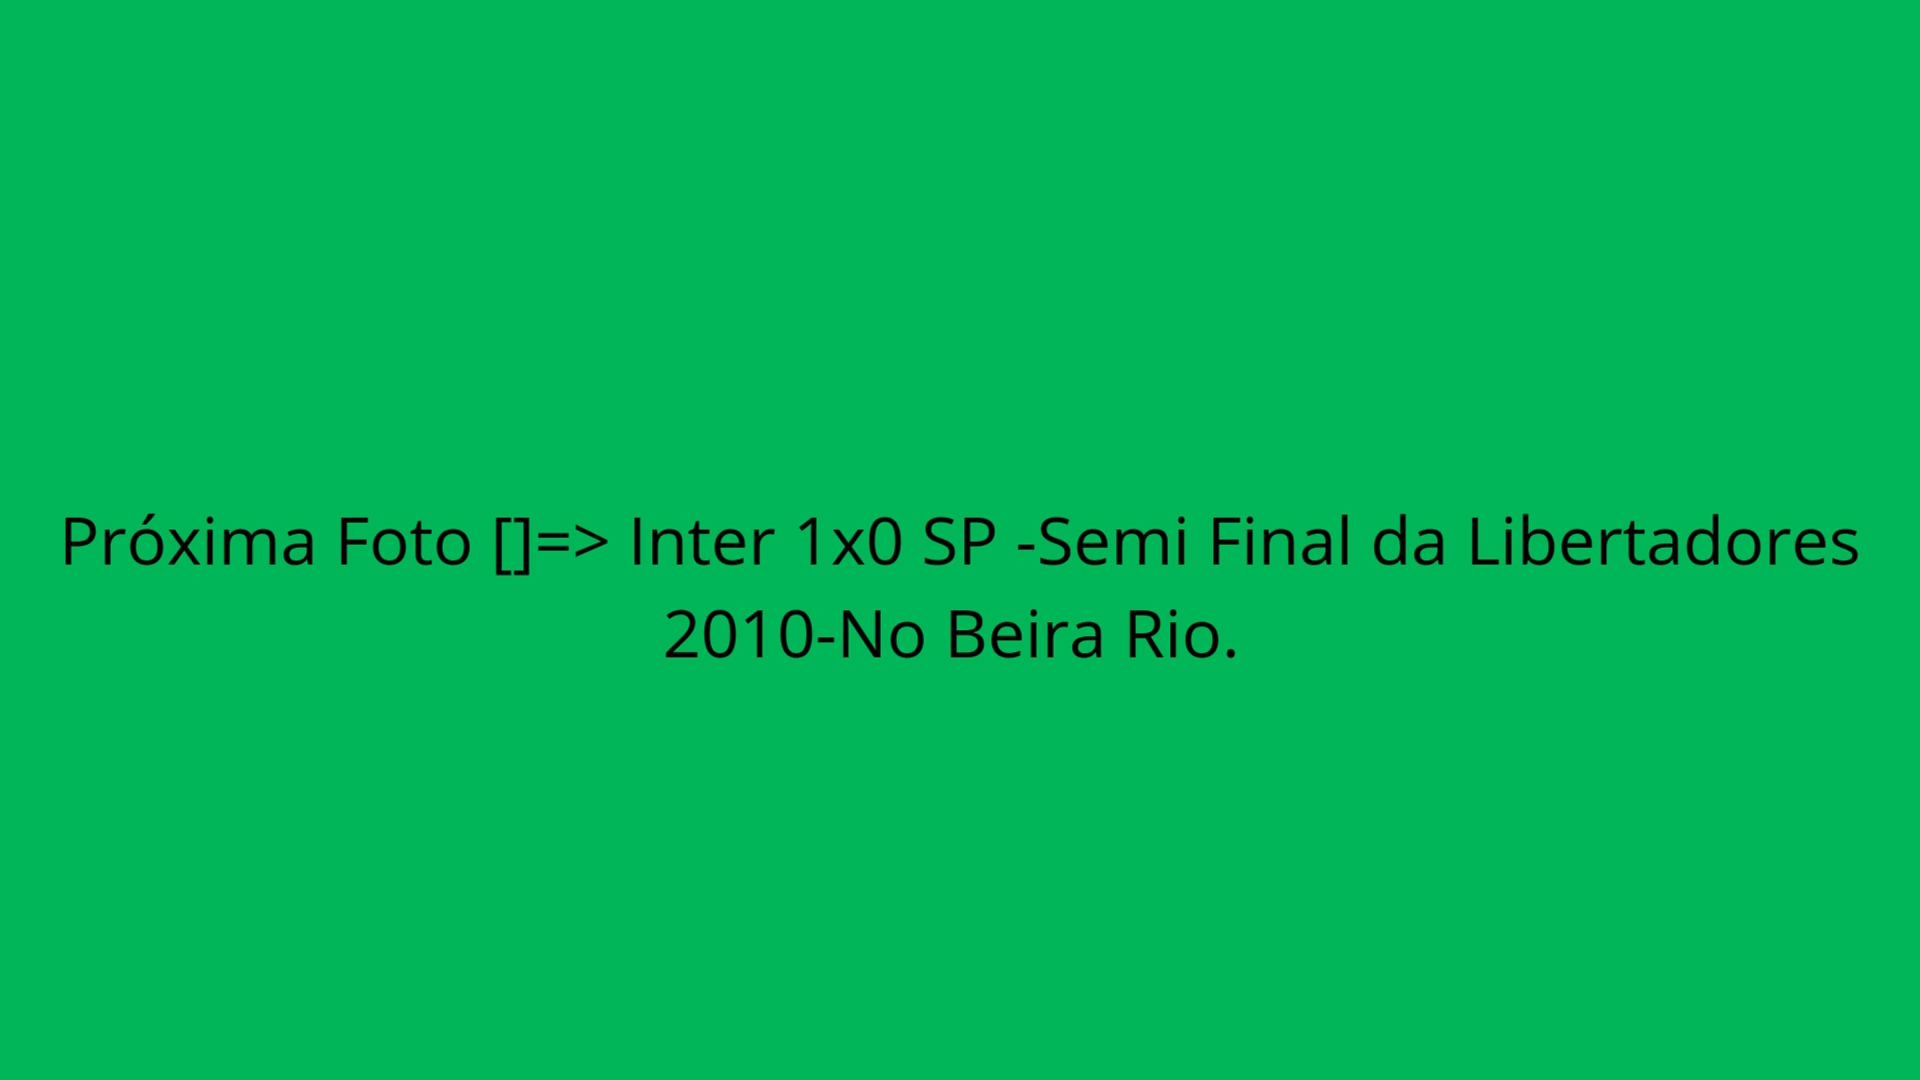 Próxima Foto []=> Inter 1x0 SP -Semi Final da Libertadores
2010-No Beira Rio.